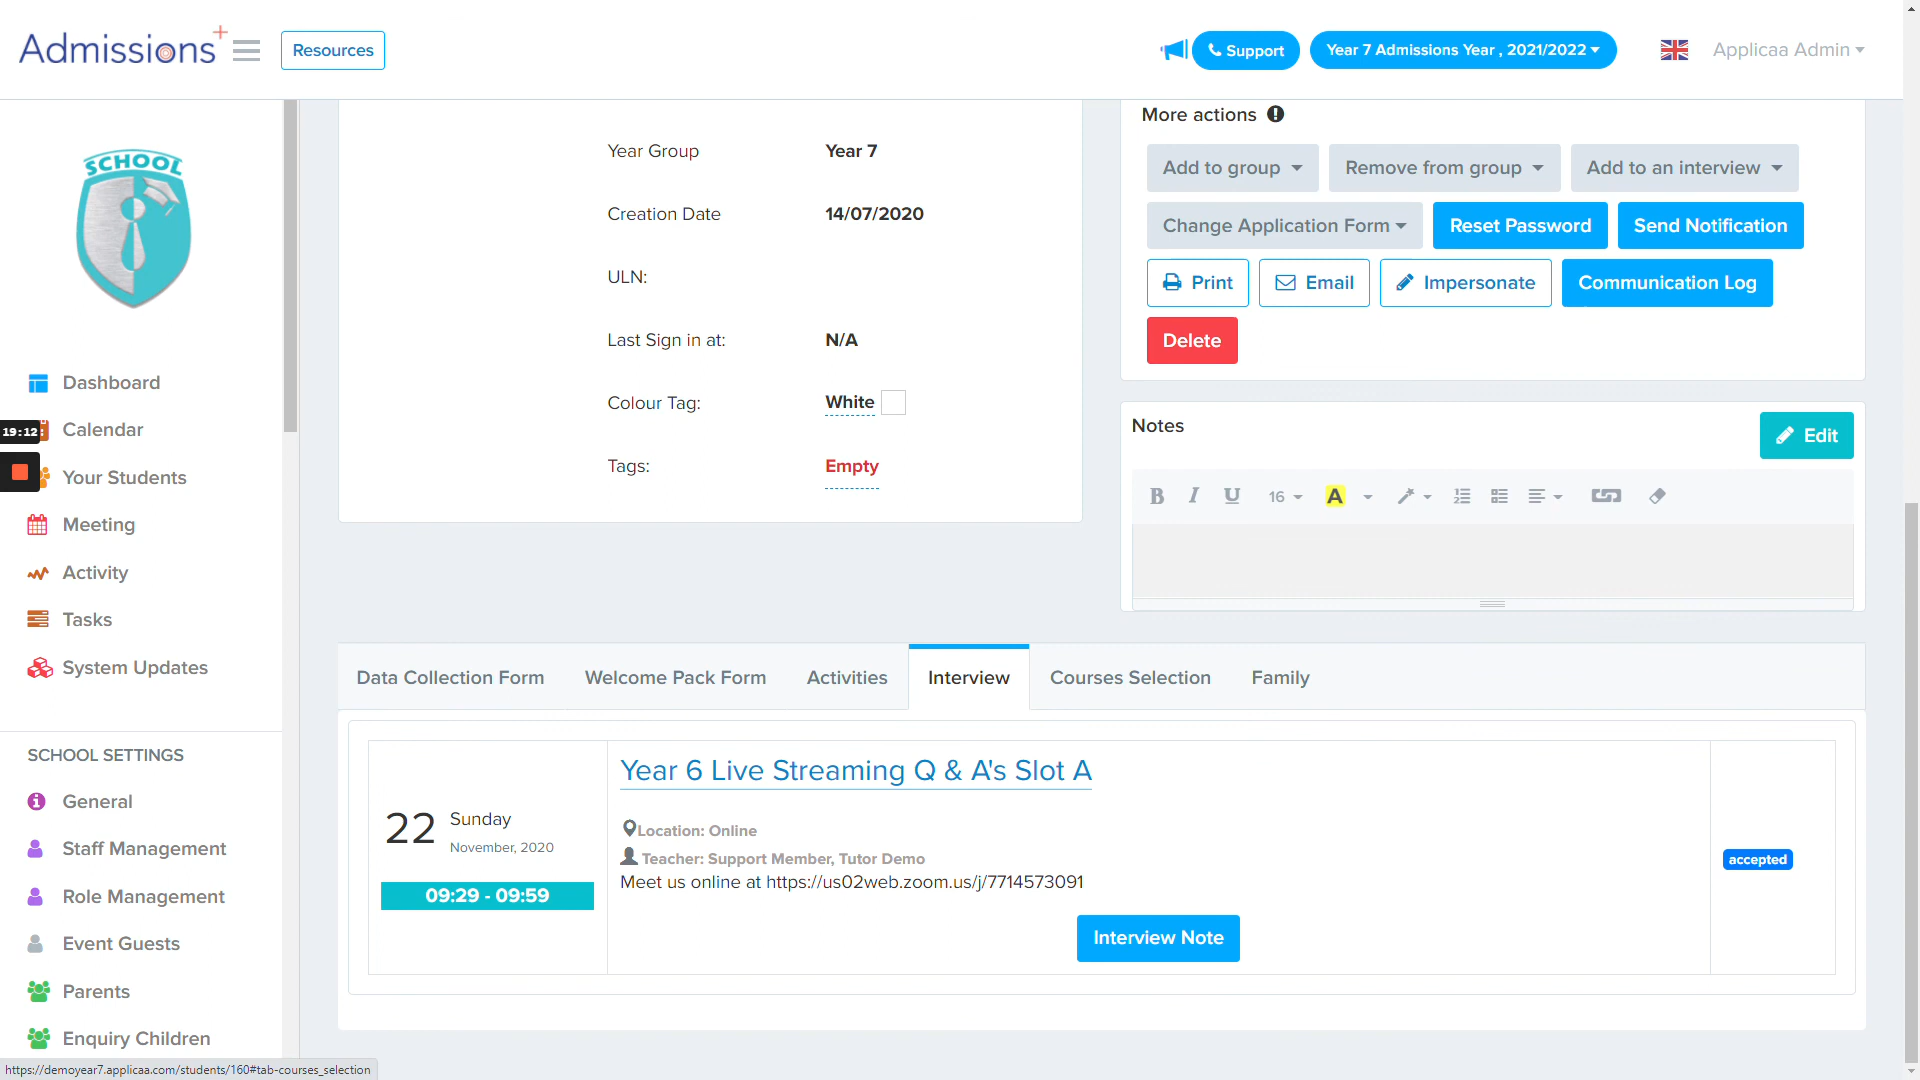 Admissions+
Resources
Support
Year 7 Admissions Year , 2021/2022
Applicaa Admin
SCHOOL
Dashboard
19:12
Calendar
Your Students
Meeting
Activity
Tasks
System Updates
SCHOOL SETTINGS
General
Staff Management
Role Management
Event Guests
Parents
Enquiry Children
Year Group Year 7
Creation Date 14/07/2020
ULN:
Last Sign in at: N/A
Colour Tag: White
Tags: Empty
More actions
Add to group Remove from group Add to an interview
Change Application Form Reset Password Send Notification
Print Email Impersonate Communication Log
Delete
Notes
Edit
B I U 16 A
Data Collection Form Welcome Pack Form Activities Interview Courses Selection Family
22 Sunday
November, 2020
09:29 - 09:59
Year 6 Live Streaming Q & A's Slot A
Location: Online
Teacher: Support Member, Tutor Demo
Meet us online at https://us02web.zoom.us/j/7714573091
Interview Note
accepted
https://demoyear7.applicaa.com/students/160#tab-courses_selection